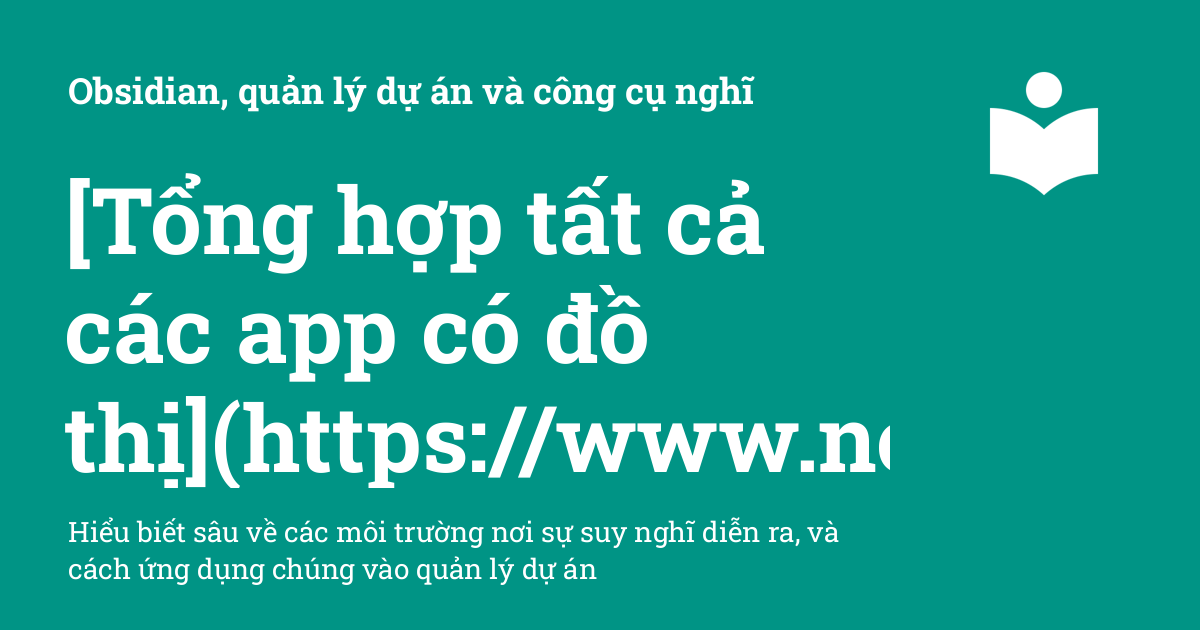 Obsidian, quản lý dự án và công cụ nghĩ
[Tổng hợp tất cả
các app có đồ
thị](https://www.n
Hiểu biết sâu về các môi trường nơi sự suy nghĩ diễn ra, và
cách ứng dụng chúng vào quản lý dự án